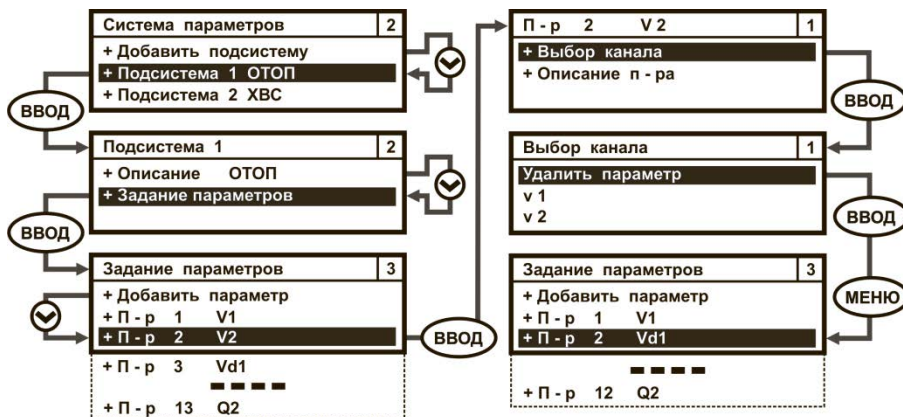 Система параметров 2
+ Добавить подсистему
+ Подсистема 1 ОТОП
+ Подсистема 2 ХВС
ВВОД
Подсистема 1 2
+ Описание ОТОП
+ Задание параметров
ВВОД
Задание параметров 3
+ Добавить параметр
+ П - р 1 V1
+ П - р 2 V2
+ П - р 3 Vd1
+ П - р 13 Q2
ВВОД
П - р 2 V 2 1
+ Выбор канала
+ Описание п - ра
ВВОД
Выбор канала 1
Удалить параметр
v 1
v 2
ВВОД
МЕНЮ
Задание параметров 3
+ Добавить параметр
+ П - р 1 V1
+ П - р 2 Vd1
+ П - р 12 Q2